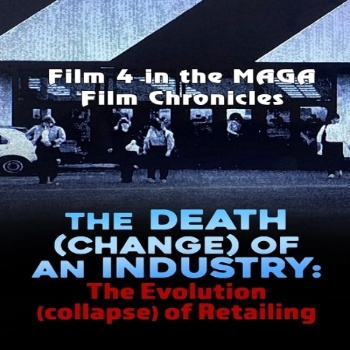 Film 4 in the MAGA
Film Chronicles
THE DEATH
(CHANGE) OF
AN INDUSTRY:
The Evolution
(collapse) of Retailing